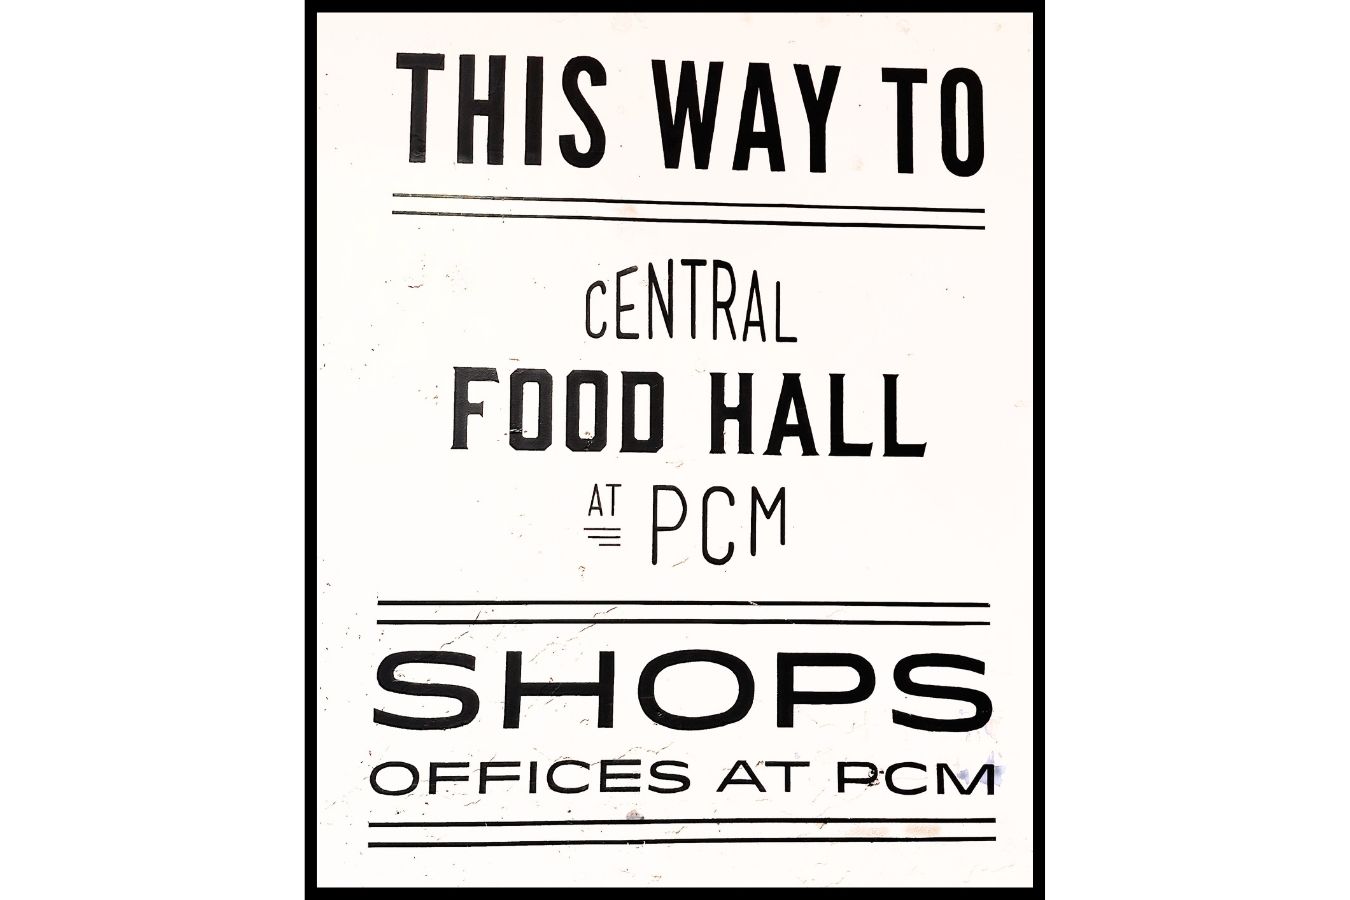 THIS WAY TO
CENTRAL
FOOD HALL
AT PCM
SHOPS
OFFICES AT PCM